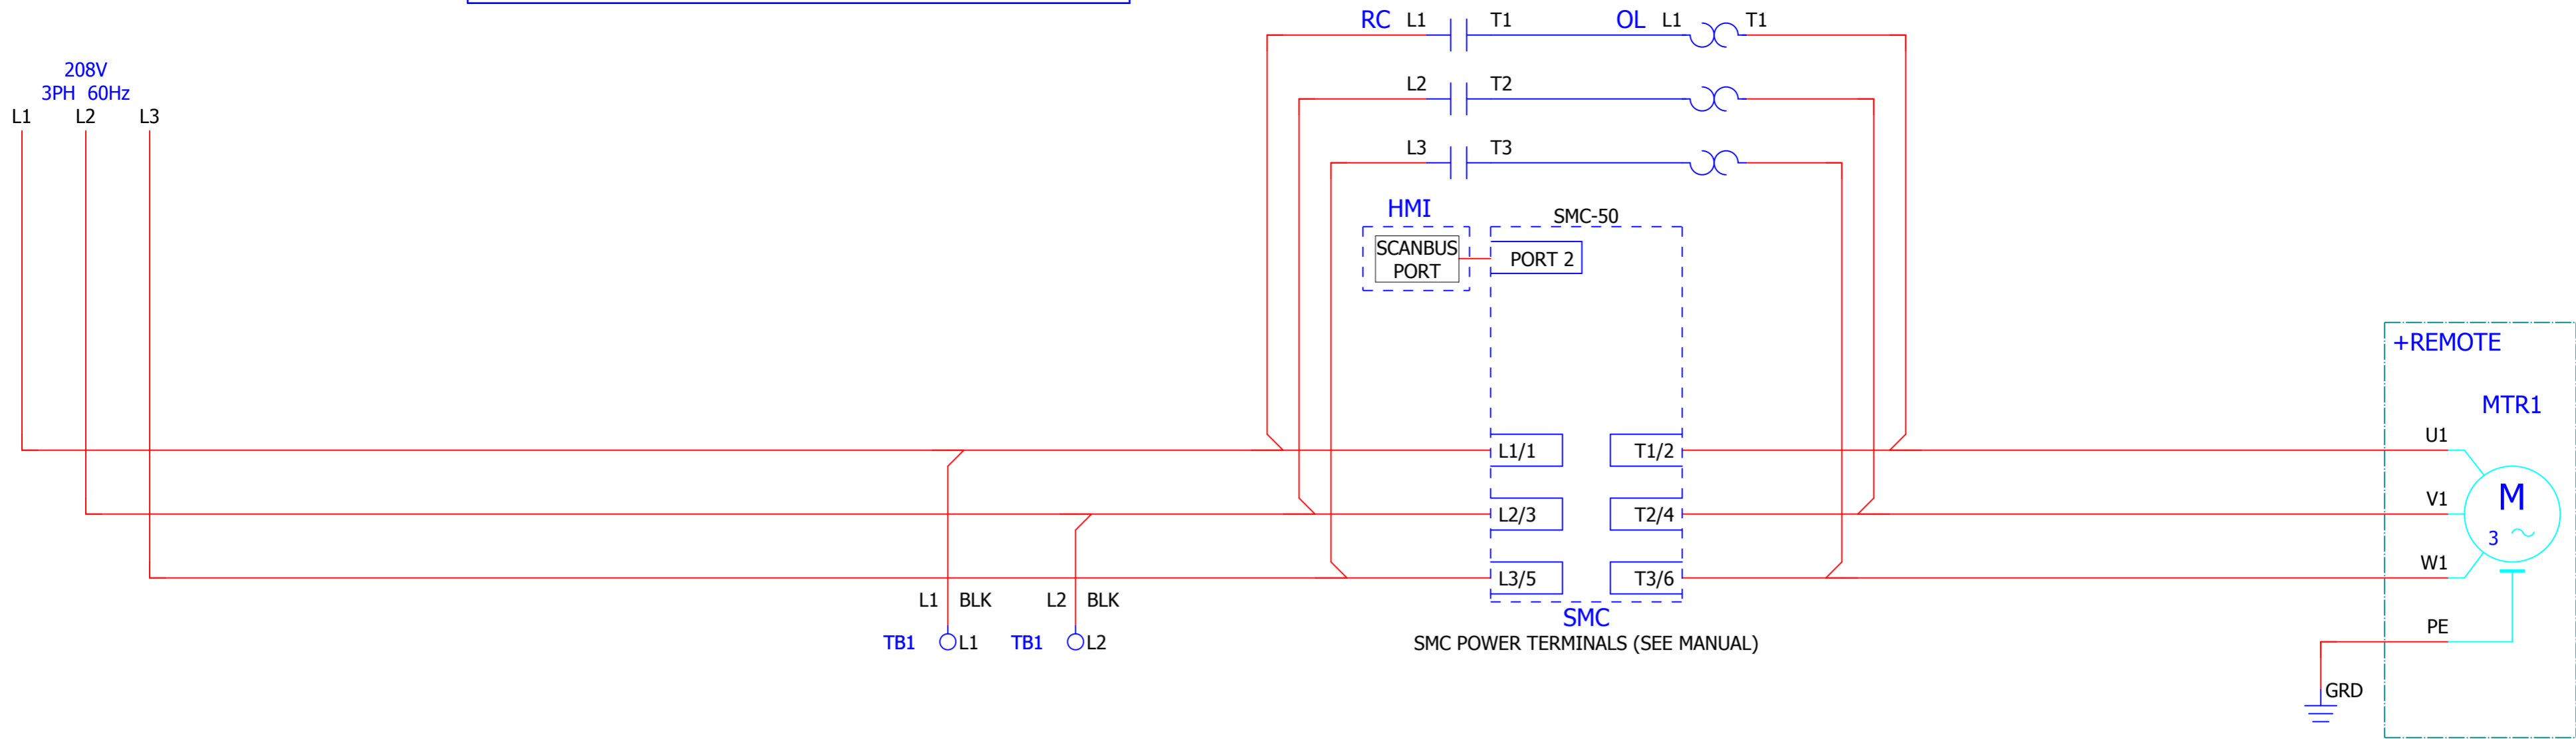 RC L1 T1 OL L1 T1
208V
3PH 60Hz
L1 L2 L3
L2 T2
L3 T3
HMI
SCANBUS
PORT
SMC-50
PORT 2
+REMOTE
MTR1
L1/1 T1/2
L2/3 T2/4
L3/5 T3/6
U1
V1
W1
PE
M
3
L1 BLK L2 BLK
TB1 L1 TB1 L2
SMC
SMC POWER TERMINALS (SEE MANUAL)
GRD